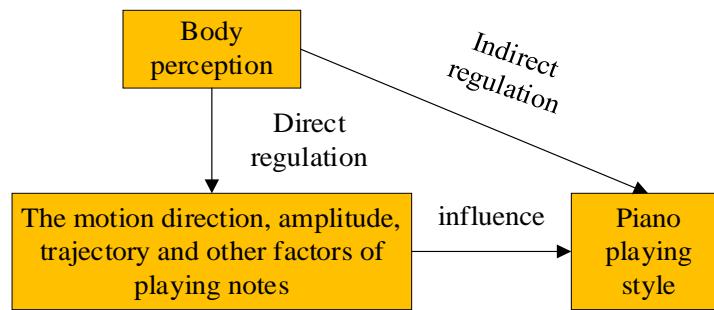 Body
perception
Indirect
regulation
Direct
regulation
The motion direction, amplitude,
trajectory and other factors of
playing notes
influence
Piano
playing
style